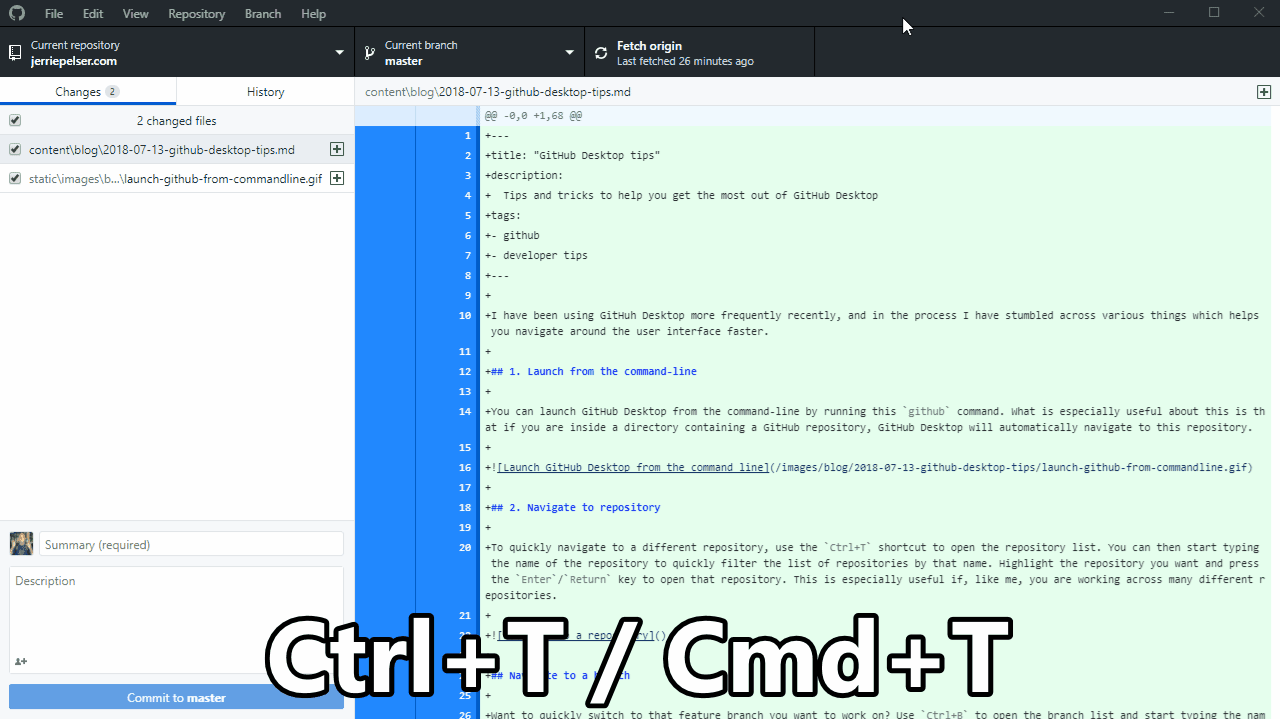 File Edit View Repository Branch Help
Current repository
jerriepelser.com
Current branch
master
Fetch origin
Last fetched 26 minutes ago
Changes 2
History
content\blog\2018-07-13-github-desktop-tips.md
2 changed files
content\blog\2018-07-13-github-desktop-tips.md
static\images\b...\launch-github-from-commandline.gif
@@ -0,0 +1,68 @@
1 +---
2 +title: "GitHub Desktop tips"
3 +description:
4 +  Tips and tricks to help you get the most out of GitHub Desktop
5 +tags:
6 +- github
7 +- developer tips
8 +---
9 +
10 +I have been using GitHuh Desktop more frequently recently, and in the process I have stumbled across various things which helps
you navigate around the user interface faster.
11 +
12 +## 1. Launch from the command-line
13 +
14 +You can launch GitHub Desktop from the command-line by running this `github` command. What is especially useful about this is th
at if you are inside a directory containing a GitHub repository, GitHub Desktop will automatically navigate to this repository.
15 +
16 +![Launch GitHub Desktop from the command line](/images/blog/2018-07-13-github-desktop-tips/launch-github-from-commandline.gif)
17 +
18 +## 2. Navigate to repository
19 +
20 +To quickly navigate to a different repository, use the `Ctrl+T` shortcut to open the repository list. You can then start typing
the name of the repository to quickly filter the list of repositories by that name. Highlight the repository you want and press
the `Enter`/`Return` key to open that repository. This is especially useful if, like me, you are working across many different r
epositories.
21 +
+![ a repository]()
+## Navigate to a
25 +
26 +Want to quickly switch to that feature branch you want to work on? Use `Ctrl+B` to open the branch list and start typing the nam
Summary (required)
Description
Commit to master
Ctrl+T / Cmd+T